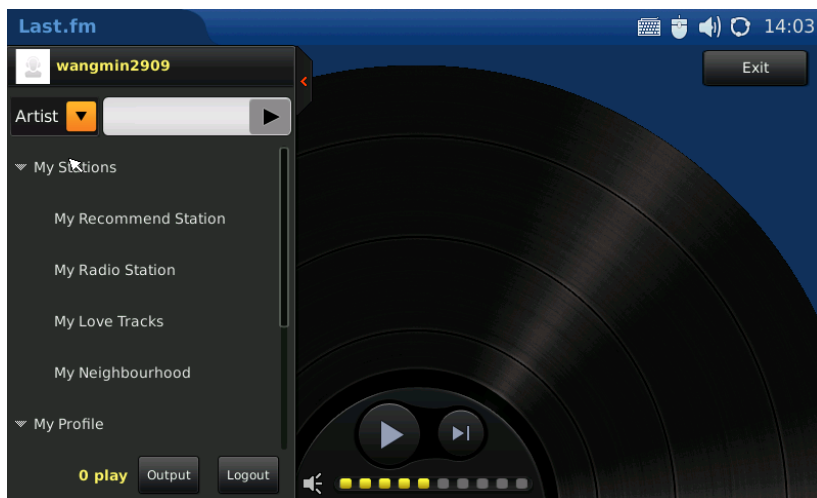 Last.fm
14:03
wangmin2909
Exit
Artist
My Stations
My Recommend Station
My Radio Station
My Love Tracks
My Neighbourhood
My Profile
0 play
Output
Logout